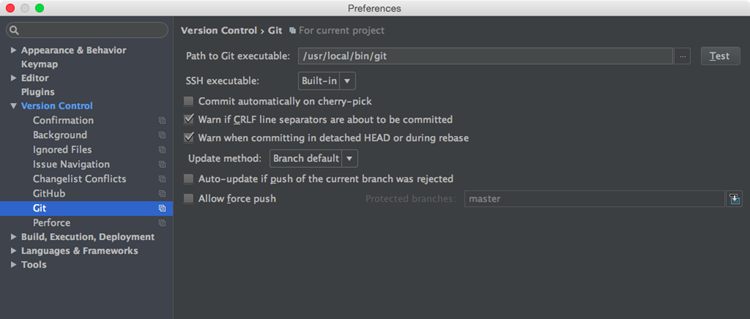 Preferences
Version Control › Git For current project
Appearance & Behavior
Keymap
Editor
Plugins
Version Control
Confirmation
Background
Ignored Files
Issue Navigation
Changelist Conflicts
GitHub
Git
Perforce
Build, Execution, Deployment
Languages & Frameworks
Tools
Path to Git executable: /usr/local/bin/git ... Test
SSH executable: Built-in
Commit automatically on cherry-pick
Warn if CRLF line separators are about to be committed
Warn when committing in detached HEAD or during rebase
Update method: Branch default
Auto-update if push of the current branch was rejected
Allow force push Protected branches: master